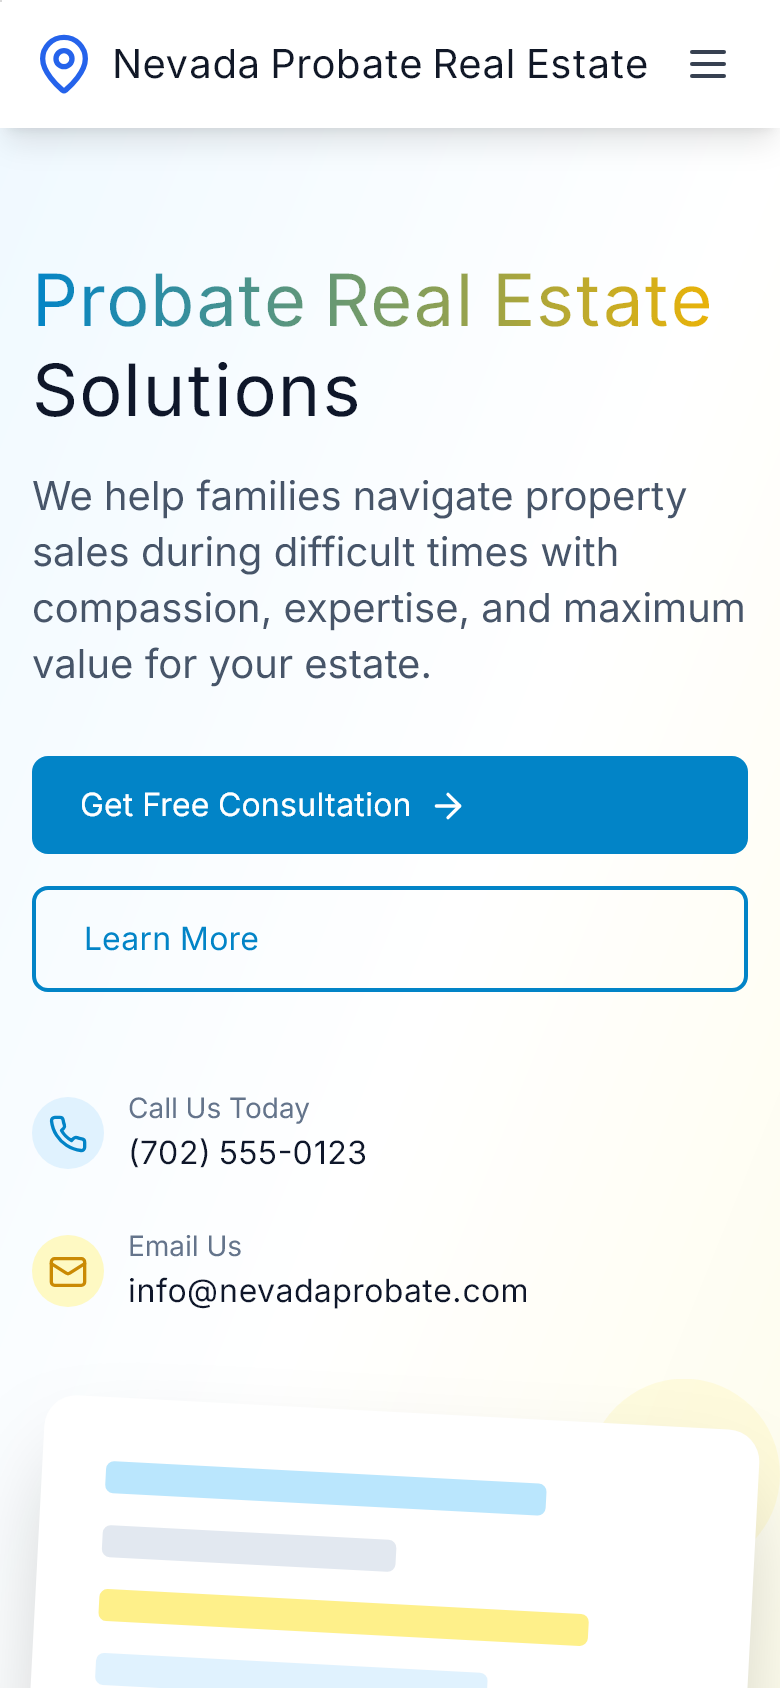 Nevada Probate Real Estate
Probate Real Estate
Solutions
We help families navigate property
sales during difficult times with
compassion, expertise, and maximum
value for your estate.
Get Free Consultation
Learn More
Call Us Today
(702) 555-0123
Email Us
info@nevadaprobate.com